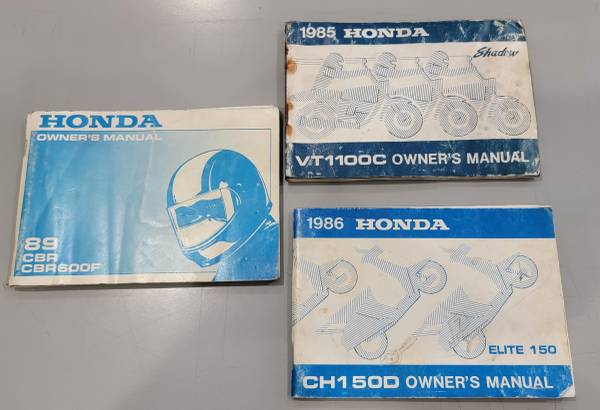 HONDA
OWNER'S MANUAL
89
CBR
CBR600F
1985 HONDA
Shadow
VT1100C OWNER'S MANUAL
1986 HONDA
ELITE 150
CH150D OWNER'S MANUAL